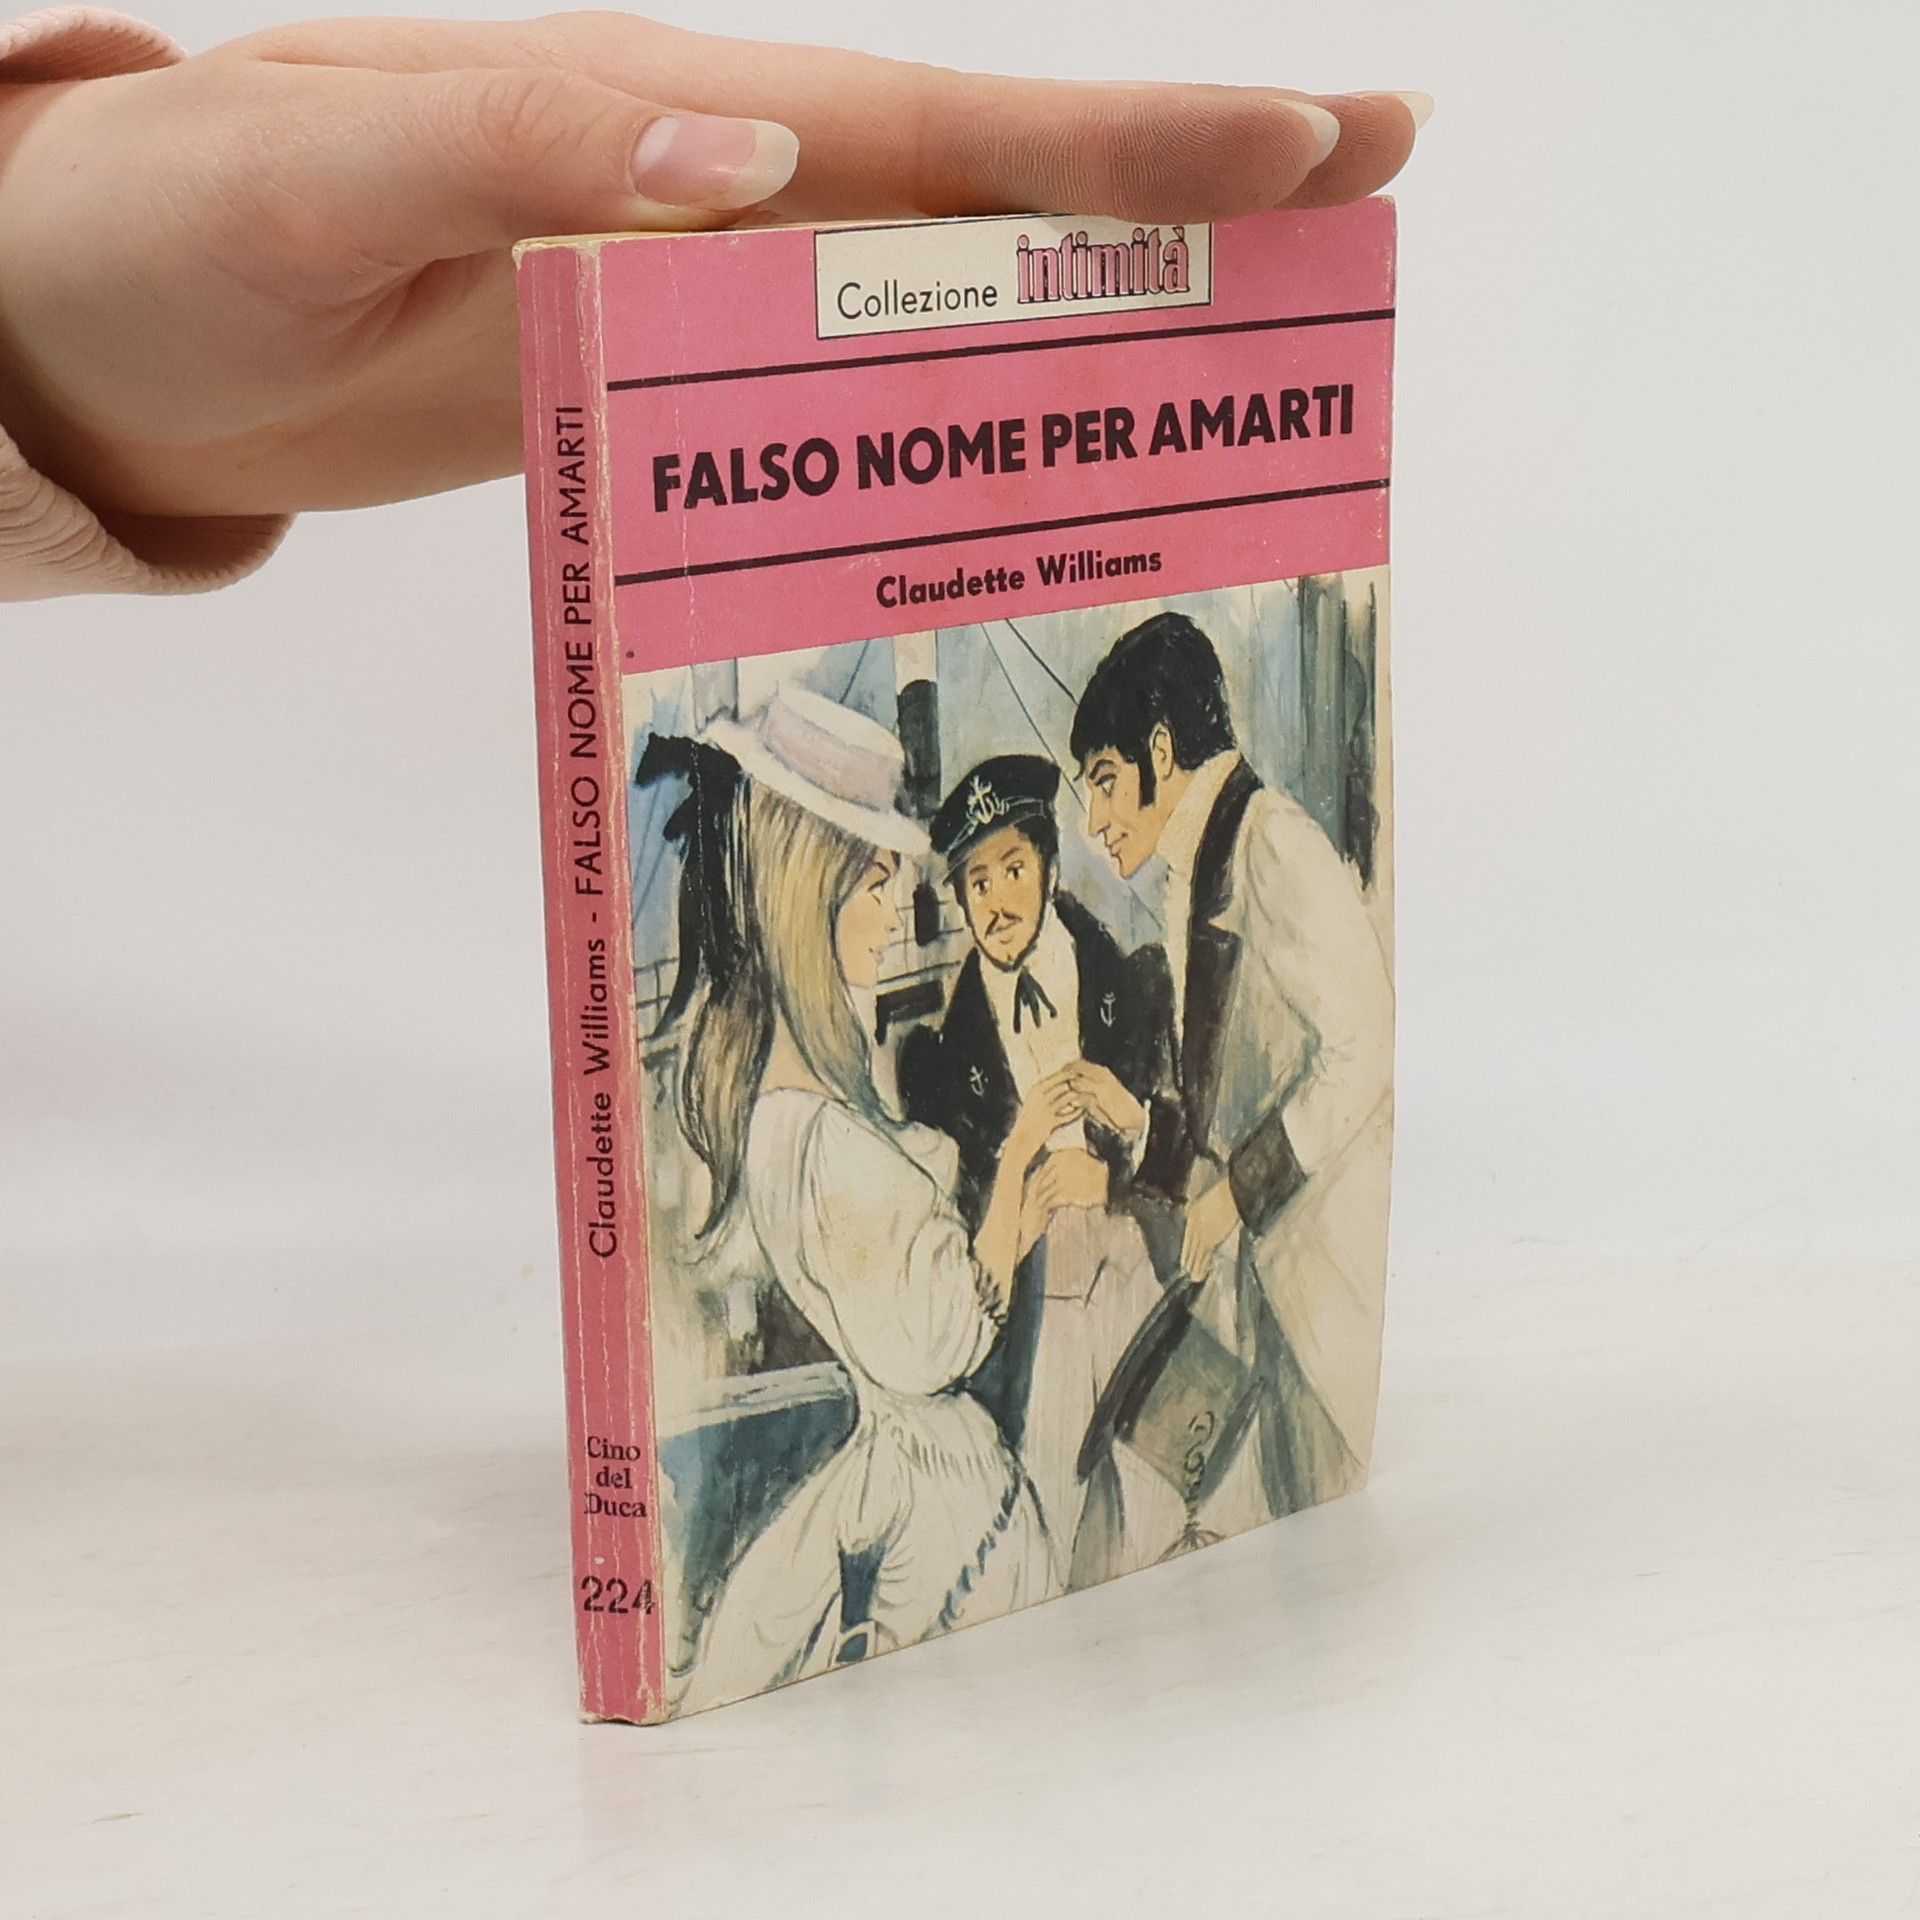 Collezione intimità
FALSO NOME PER AMARTI
Claudette Williams
Claudette Williams - FALSO NOME PER AMARTI
Cino
del
Duca
224